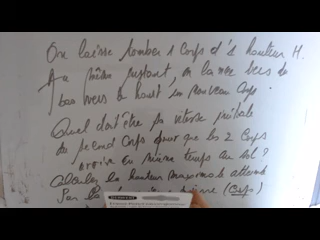 On laisse tomber 1 Corps d'1 hauteur H.
Au même instant on lance vers
bas vers le haut un nouveau Corps.
Quel doit être sa vitesse initiale
du second Corps pour que les 2 Corps
arrive en même temps au sol ?
Calculer la hauteur maximale atteinte
Par le (Corps)